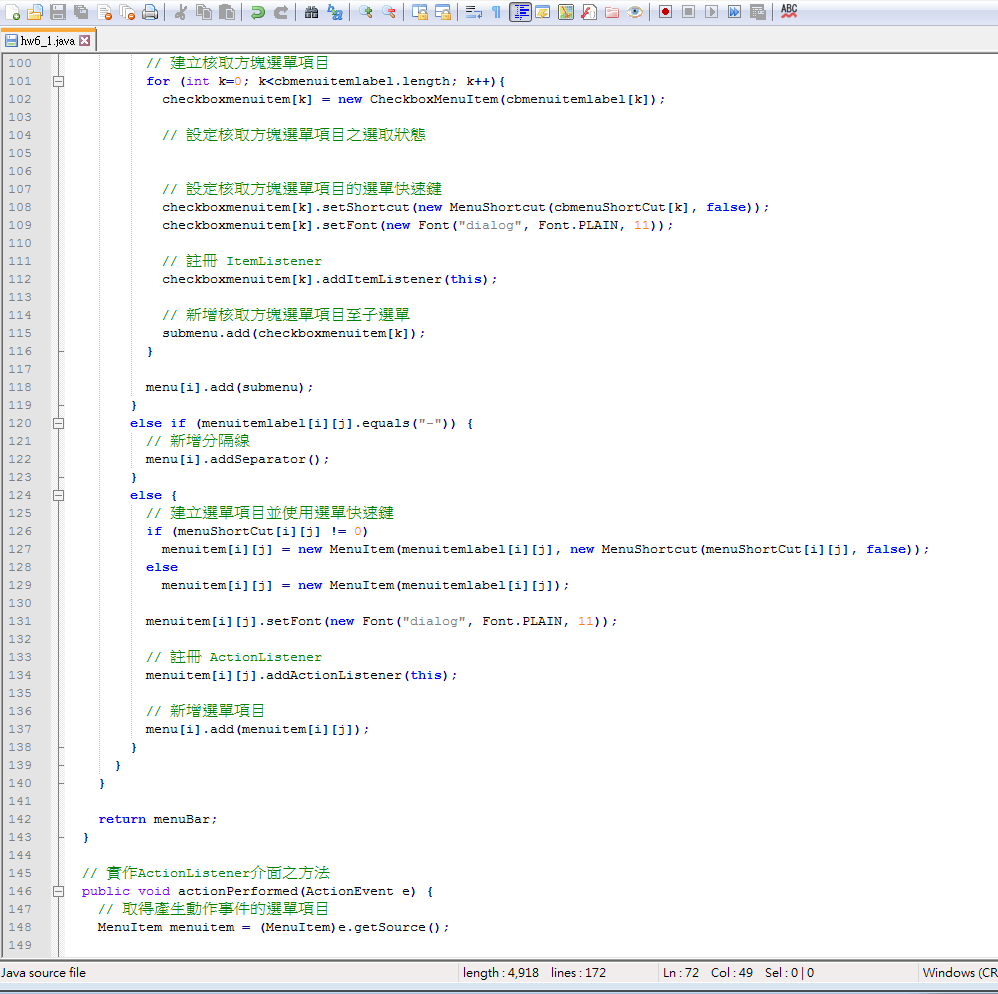 ABC
hw6_1.java
100 // 建立核取方塊選單項目
101 for (int k=0; k<cbmenuitemlabel.length; k++){
102 checkboxmenuitem[k] = new CheckboxMenuItem(cbmenuitemlabel[k]);
103
104 // 設定核取方塊選單項目之選取狀態
105
106
107 // 設定核取方塊選單項目的選單快速鍵
108 checkboxmenuitem[k].setShortcut(new MenuShortcut(cbmenuShortCut[k], false));
109 checkboxmenuitem[k].setFont(new Font("dialog", Font.PLAIN, 11));
110
111 // 註冊 ItemListener
112 checkboxmenuitem[k].addItemListener(this);
113
114 // 新增核取方塊選單項目至子選單
115 submenu.add(checkboxmenuitem[k]);
116 }
117
118 menu[i].add(submenu);
119 }
120 else if (menuitemlabel[i][j].equals("-")) {
121 // 新增分隔線
122 menu[i].addSeparator();
123 }
124 else {
125 // 建立選單項目並使用選單快速鍵
126 if (menuShortCut[i][j] != 0)
127 menuitem[i][j] = new MenuItem(menuitemlabel[i][j], new MenuShortcut(menuShortCut[i][j], false));
128 else
129 menuitem[i][j] = new MenuItem(menuitemlabel[i][j]);
130
131 menuitem[i][j].setFont(new Font("dialog", Font.PLAIN, 11));
132
133 // 註冊 ActionListener
134 menuitem[i][j].addActionListener(this);
135
136 // 新增選單項目
137 menu[i].add(menuitem[i][j]);
138 }
139 }
140 }
141
142 return menuBar;
143 }
144
145 // 實作ActionListener介面之方法
146 public void actionPerformed(ActionEvent e) {
147 // 取得產生動作事件的選單項目
148 MenuItem menuitem = (MenuItem)e.getSource();
149
Java source file length : 4,918 lines : 172 Ln : 72 Col : 49 Sel : 0 | 0 Windows (CR